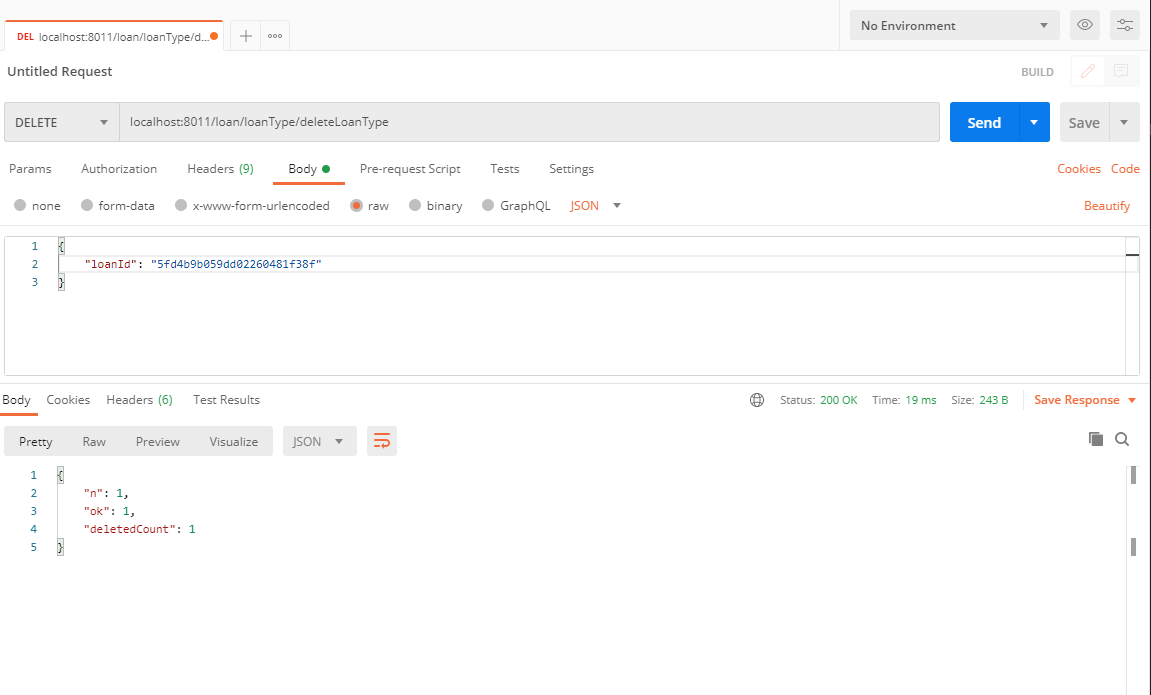 DEL localhost:8011/loan/loanType/d... + ooo No Environment
Untitled Request BUILD
DELETE localhost:8011/loan/loanType/deleteLoanType Send Save
Params Authorization Headers (9) Body Pre-request Script Tests Settings Cookies Code
none form-data x-www-form-urlencoded raw binary GraphQL JSON Beautify
1 {
2 "loanId": "5fd4b9b059dd02260481f38f"
3 }
Body Cookies Headers (6) Test Results Status: 200 OK Time: 19 ms Size: 243 B Save Response
Pretty Raw Preview Visualize JSON
1 {
2 "n": 1,
3 "ok": 1,
4 "deletedCount": 1
5 }